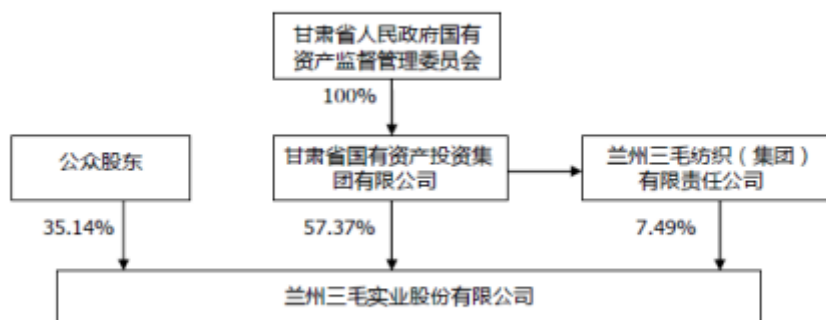 甘肃省人民政府国有
资产监督管理委员会
100%
公众股东
甘肃省国有资产投资集
团有限公司
兰州三毛纺织（集团）
有限责任公司
35.14%
57.37%
7.49%
兰州三毛实业股份有限公司